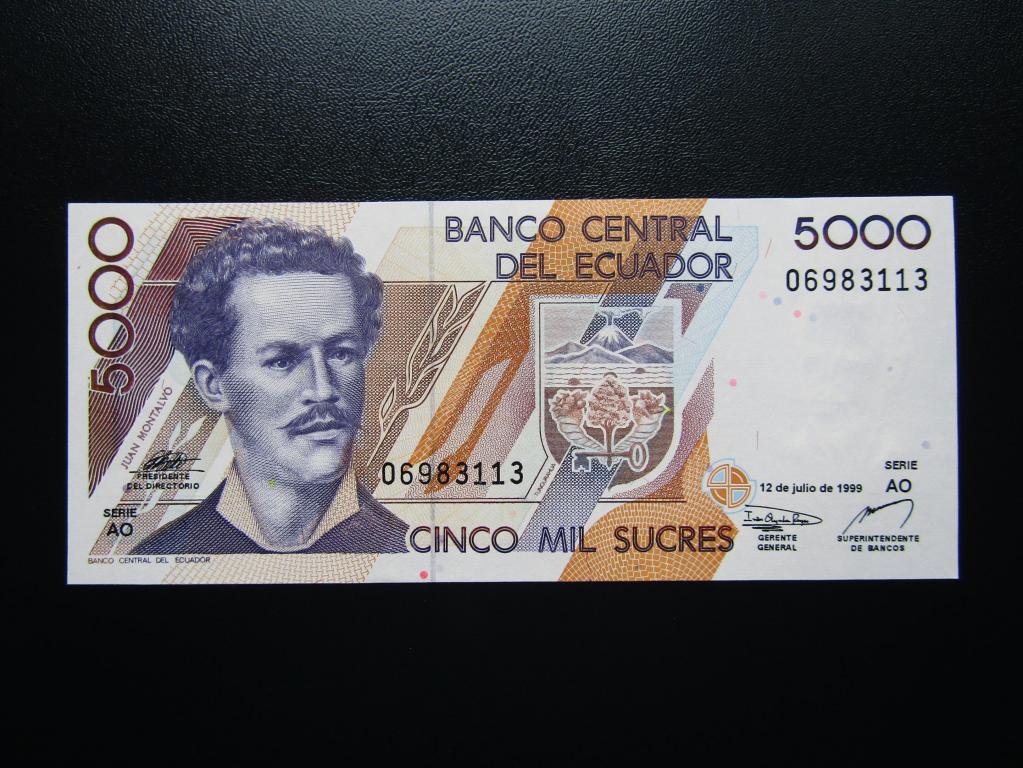 5000
BANCO CENTRAL
DEL ECUADOR
5000
06983113
JUAN MONTALVO
06983113
TUNGURAHUA
PRESIDENTE
DEL DIRECTORIO
SERIE
AO
12 de julio de 1999
SERIE
AO
GERENTE
GENERAL
SUPERINTENDENTE
DE BANCOS
CINCO MIL SUCRES
BANCO CENTRAL DEL ECUADOR